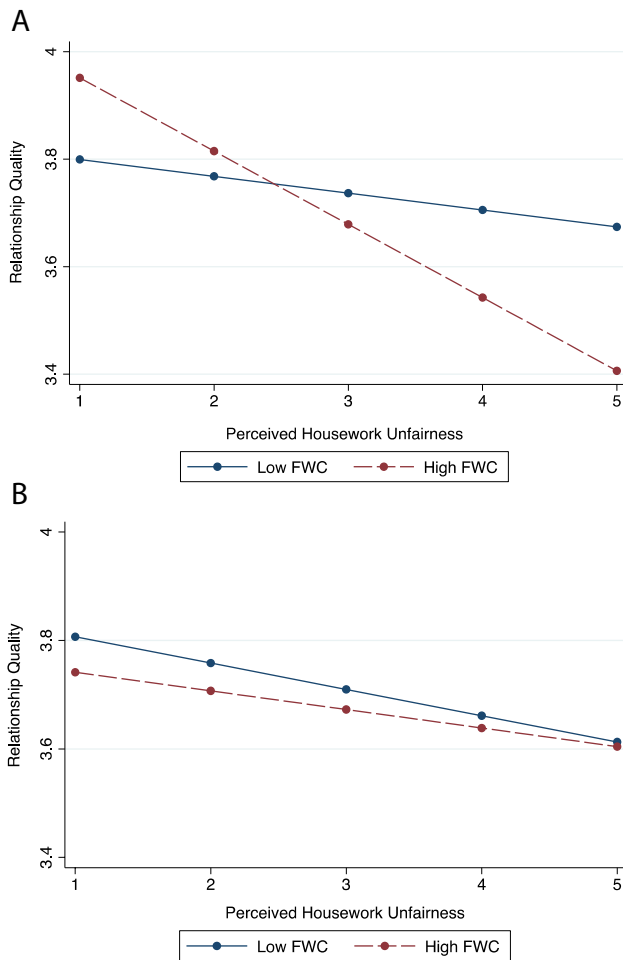 A
4
3.8
3.6
3.4
Relationship Quality
1 2 3 4 5
Perceived Housework Unfairness
Low FWC High FWC
B
4
3.8
3.6
3.4
Relationship Quality
1 2 3 4 5
Perceived Housework Unfairness
Low FWC High FWC